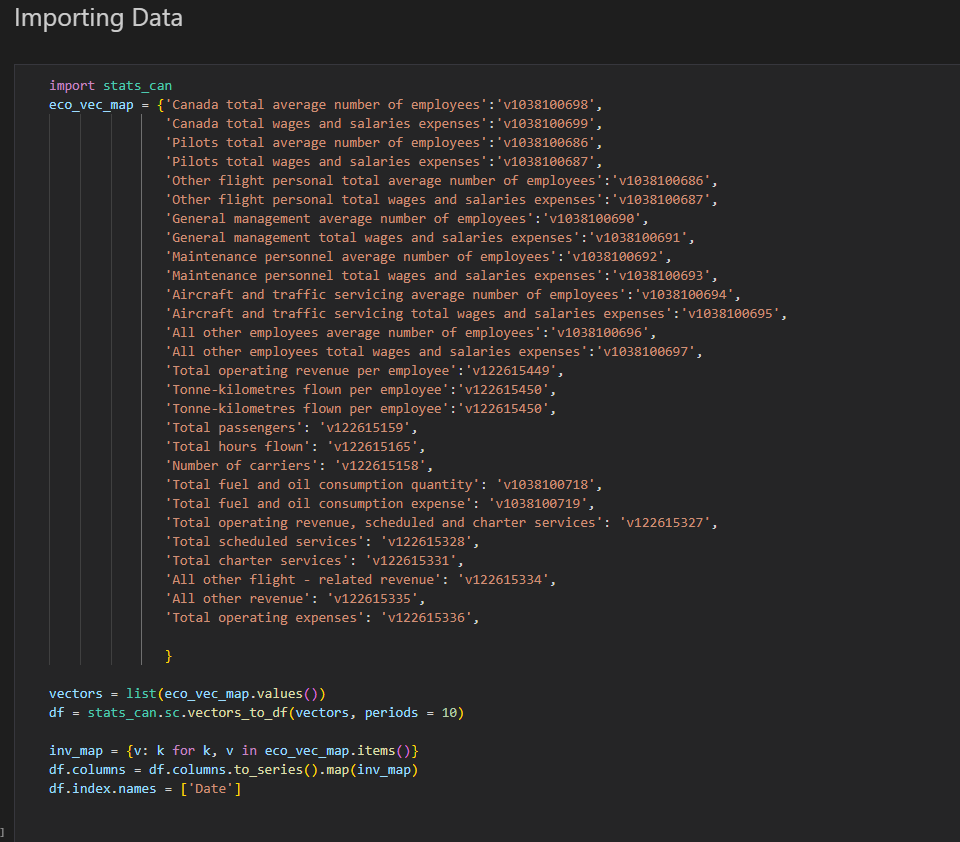 Importing Data
import stats_can
eco_vec_map = {'Canada total average number of employees':'v1038100698',
'Canada total wages and salaries expenses':'v1038100699',
'Pilots total average number of employees':'v1038100686',
'Pilots total wages and salaries expenses':'v1038100687',
'Other flight personal total average number of employees':'v1038100686',
'Other flight personal total wages and salaries expenses':'v1038100687',
'General management average number of employees':'v1038100690',
'General management total wages and salaries expenses':'v1038100691',
'Maintenance personnel average number of employees':'v1038100692',
'Maintenance personnel total wages and salaries expenses':'v1038100693',
'Aircraft and traffic servicing average number of employees':'v1038100694',
'Aircraft and traffic servicing total wages and salaries expenses':'v1038100695',
'All other employees average number of employees':'v1038100696',
'All other employees total wages and salaries expenses':'v1038100697',
'Total operating revenue per employee':'v122615449',
'Tonne-kilometres flown per employee':'v122615450',
'Tonne-kilometres flown per employee':'v122615450',
'Total passengers': 'v122615159',
'Total hours flown': 'v122615165',
'Number of carriers': 'v122615158',
'Total fuel and oil consumption quantity': 'v1038100718',
'Total fuel and oil consumption expense': 'v1038100719',
'Total operating revenue, scheduled and charter services': 'v122615327',
'Total scheduled services': 'v122615328',
'Total charter services': 'v122615331',
'All other flight - related revenue': 'v122615334',
'All other revenue': 'v122615335',
'Total operating expenses': 'v122615336',
}
vectors = list(eco_vec_map.values())
df = stats_can.sc.vectors_to_df(vectors, periods = 10)
inv_map = {v: k for k, v in eco_vec_map.items()}
df.columns = df.columns.to_series().map(inv_map)
df.index.names = ['Date']
]